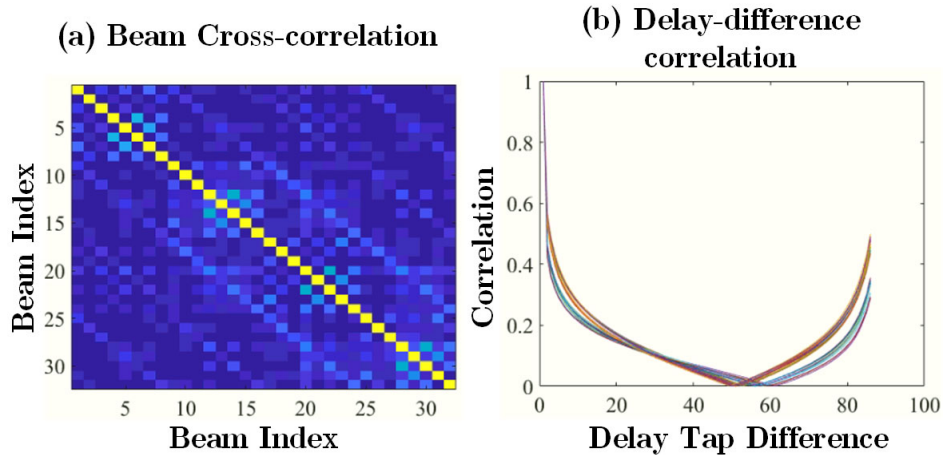 (a) Beam Cross-correlation
Beam Index
5
10
15
20
25
30
5 10 15 20 25 30
Beam Index
(b) Delay-difference
correlation
Correlation
1
0.8
0.6
0.4
0.2
0
0 20 40 60 80 100
Delay Tap Difference